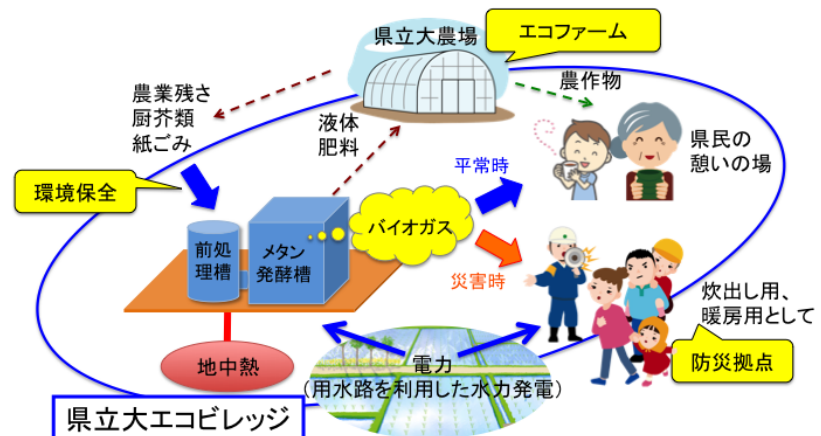 エコファーム
県立大農場
農業残さ
厨芥類
紙ごみ
液体
肥料
農作物
県民の
憩いの場
環境保全
平常時
バイオガス
前処
理槽
メタン
発酵槽
災害時
炊出し用、
暖房用として
防災拠点
地中熱
電力
(用水路を利用した水力発電)
県立大エコビレッジ